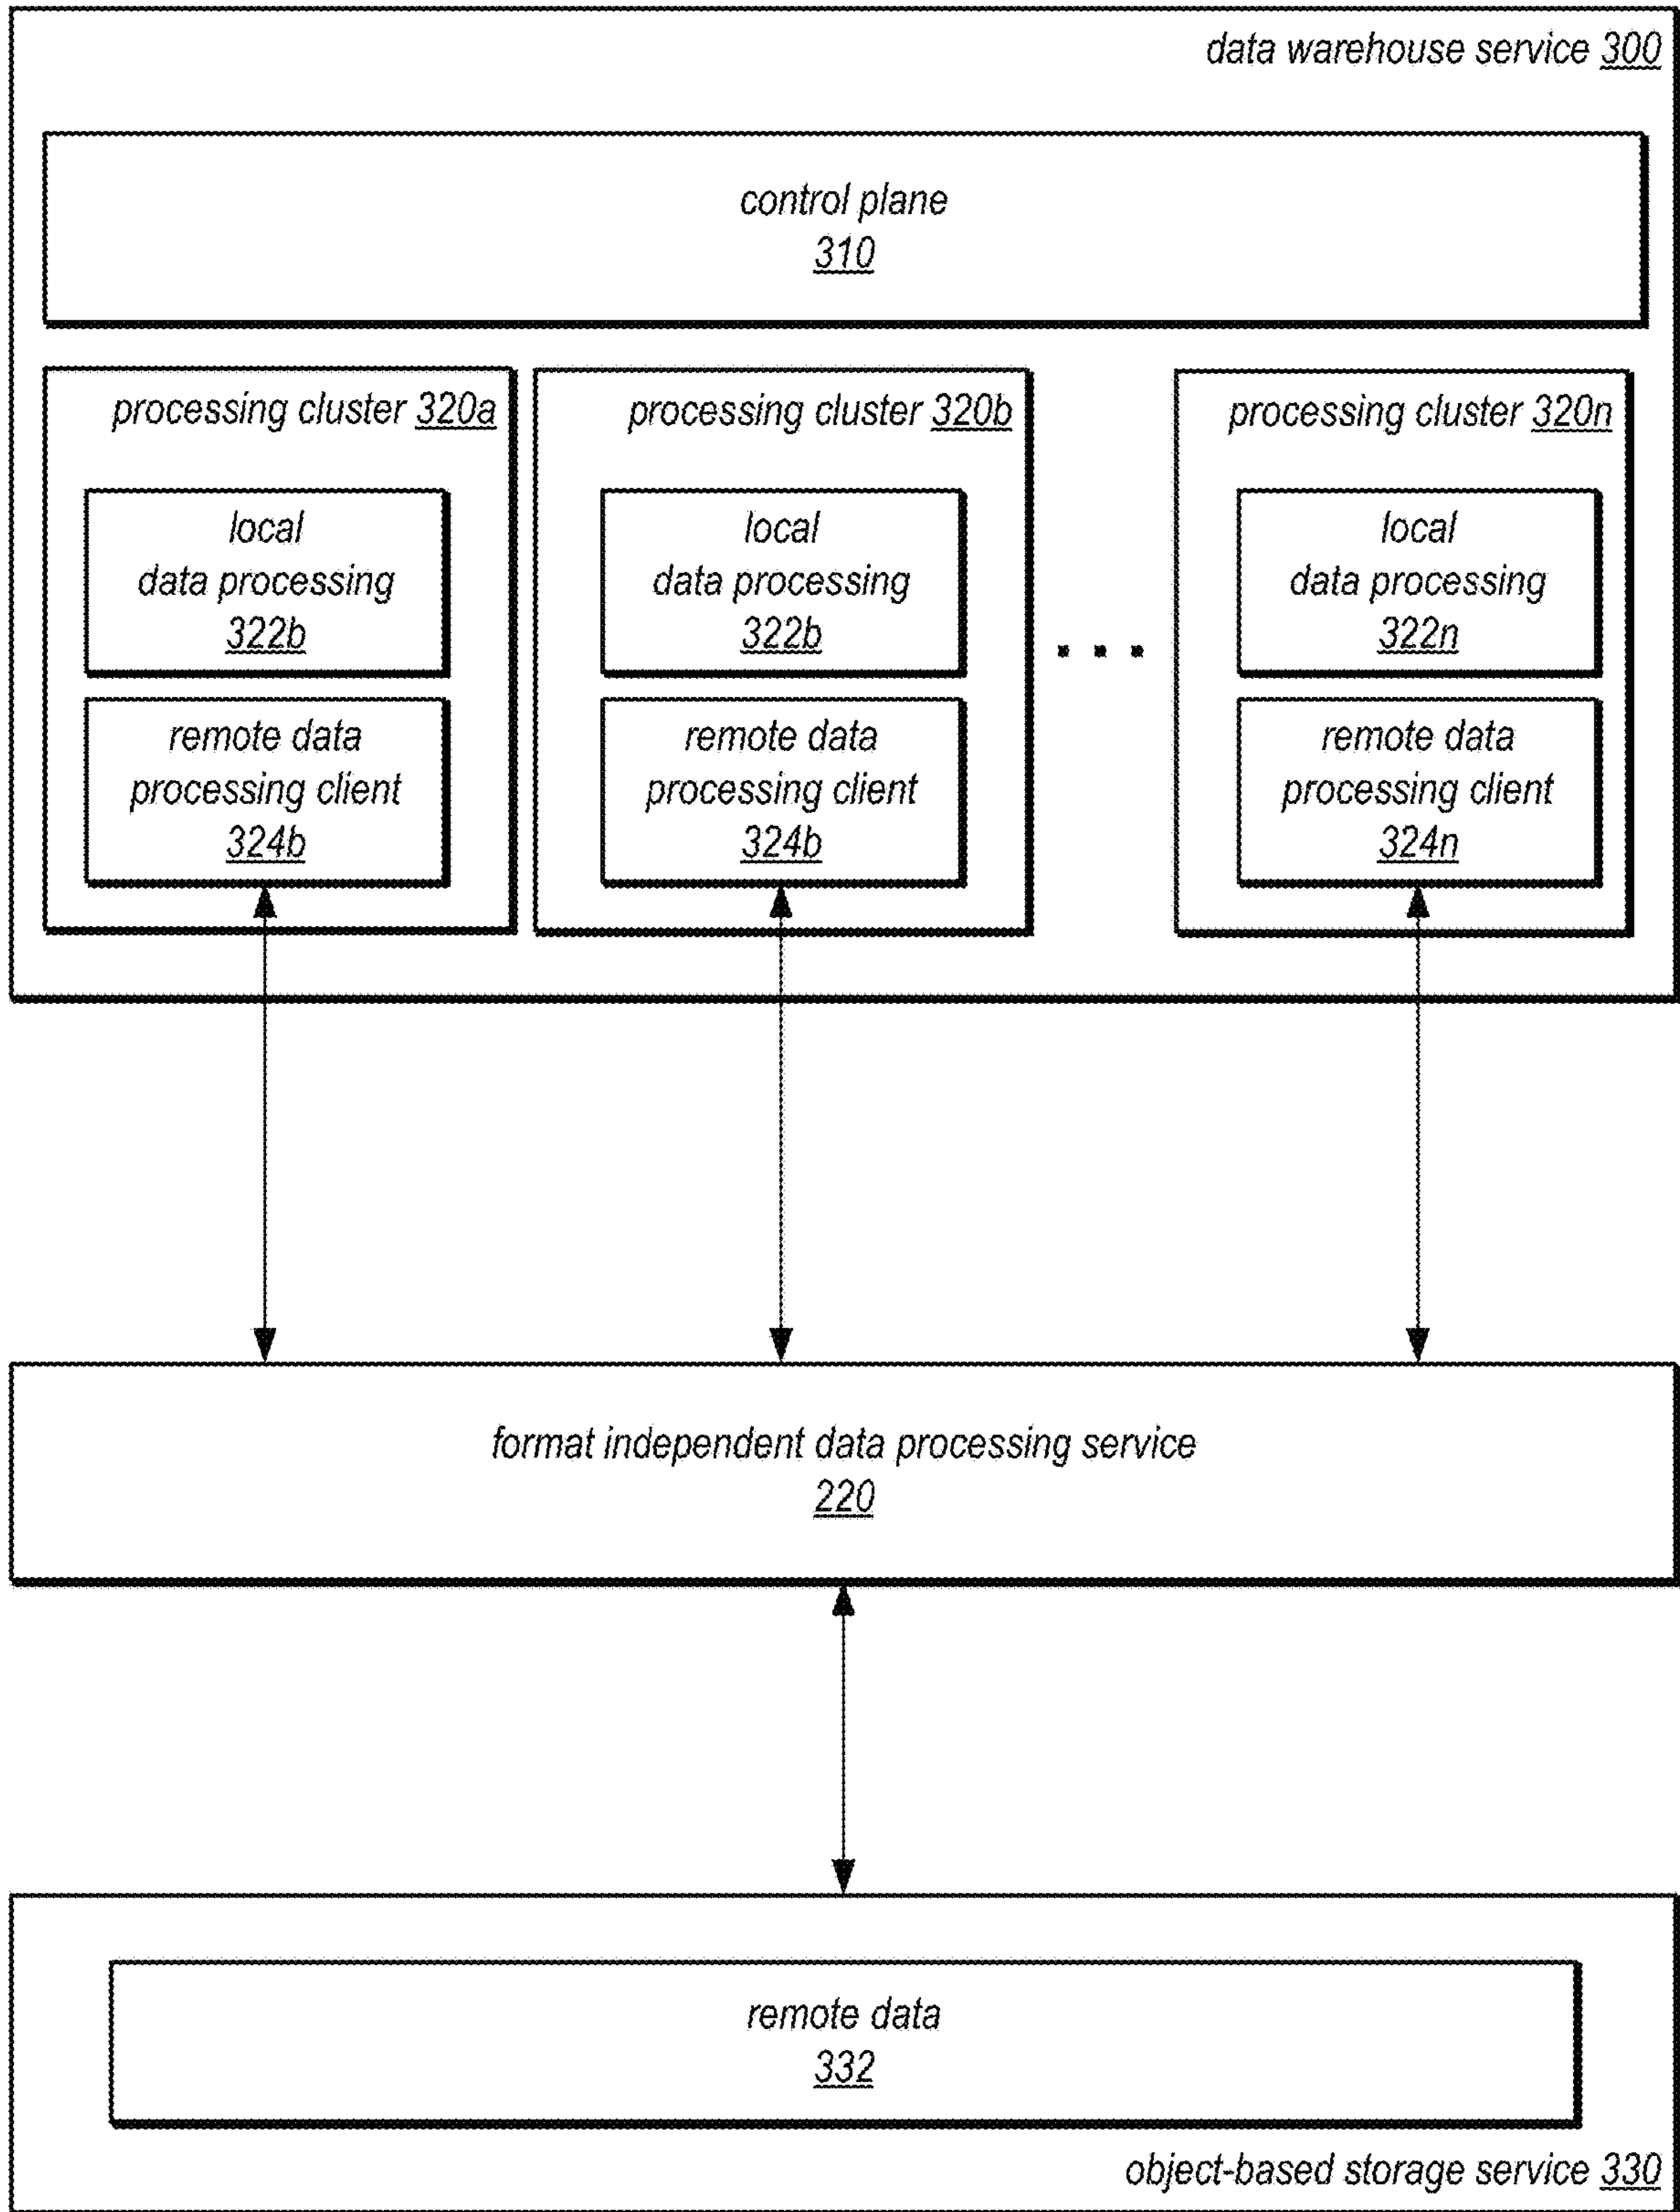 data warehouse service 300
control plane
310
processing cluster 320a
local
data processing
322b
remote data
processing client
324b
processing cluster 320b
local
data processing
322b
remote data
processing client
324b
. . .
processing cluster 320n
local
data processing
322n
remote data
processing client
324n
format independent data processing service
220
remote data
332
object-based storage service 330